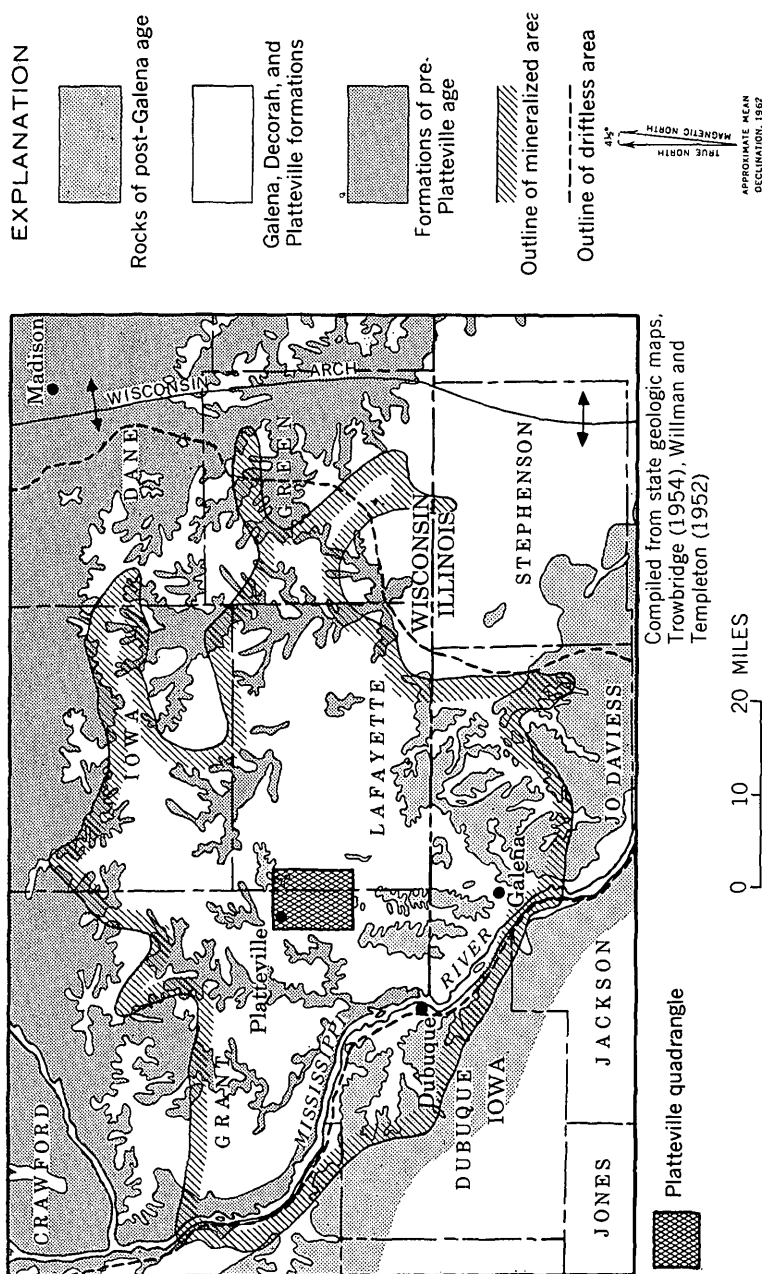 EXPLANATION
Rocks of post-Galena age
Galena, Decorah, and
Platteville formations
Formations of pre-
Platteville age
Outline of mineralized area
Outline of driftless area
4½°
TRUE NORTH
MAGNETIC NORTH
APPROXIMATE MEAN
DECLINATION, 1962
CRAWFORD
GRANT
Platteville
MISSISSIPPI
RIVER
IOWA
DANE
Madison
WISCONSIN
ARCH
GREEN
LAFAYETTE
WISCONSIN
ILLINOIS
STEPHENSON
JO DAVIESS
Galena
Dubuque
DUBUQUE
IOWA
JONES
JACKSON
Compiled from state geologic maps,
Trowbridge (1954), Willman and
Templeton (1952)
Platteville quadrangle
0 10 20 MILES